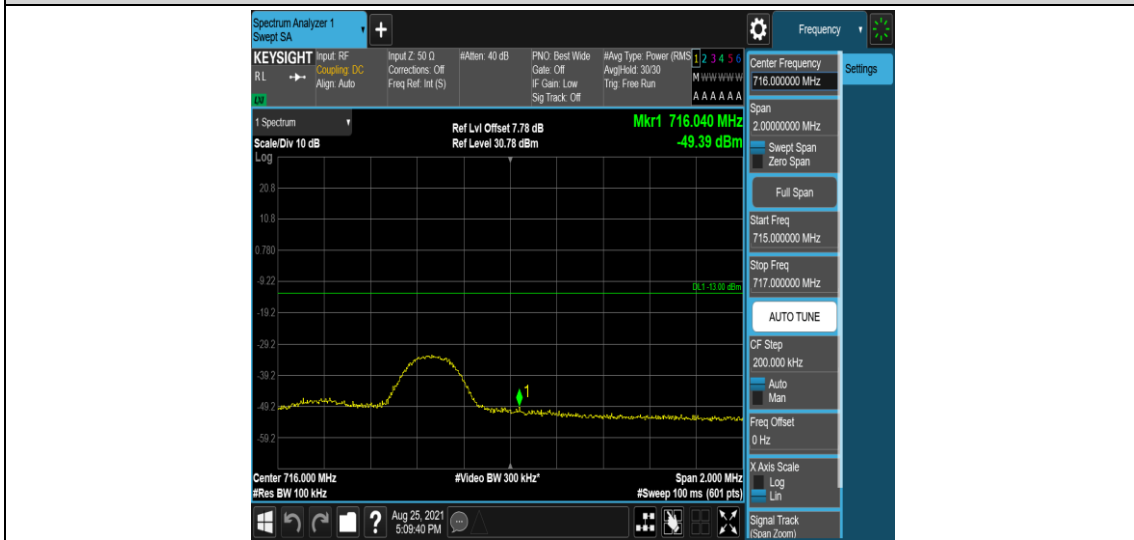 Spectrum Analyzer 1
Swept SA
+
Frequency
KEYSIGHT
RL
Input: RF
Coupling: DC
Align: Auto
Input Z: 50 Ω
Corrections: Off
Freq Ref: Int (S)
#Atten: 40 dB
PNO: Best Wide
Gate: Off
IF Gain: Low
Sig Track: Off
#Avg Type: Power (RMS
Avg|Hold: 30/30
Trig: Free Run
1 2 3 4 5 6
M W W W W W
A A A A A A
1 Spectrum
Scale/Div 10 dB
Log
Ref Lvl Offset 7.78 dB
Ref Level 30.78 dBm
Mkr1 716.040 MHz
-49.39 dBm
20.8
10.8
0.780
-9.22
DL1 -13.00 dBm
-19.2
-29.2
-39.2
1
-49.2
-59.2
Center 716.000 MHz
#Res BW 100 kHz
#Video BW 300 kHz*
Span 2.000 MHz
#Sweep 100 ms (601 pts)
Center Frequency
716.000000 MHz
Settings
Span
2.00000000 MHz
Swept Span
Zero Span
Full Span
Start Freq
715.000000 MHz
Stop Freq
717.000000 MHz
AUTO TUNE
CF Step
200.000 kHz
Auto
Man
Freq Offset
0 Hz
X Axis Scale
Log
Lin
Signal Track
(Span Zoom)
?
Aug 25, 2021
5:09:40 PM